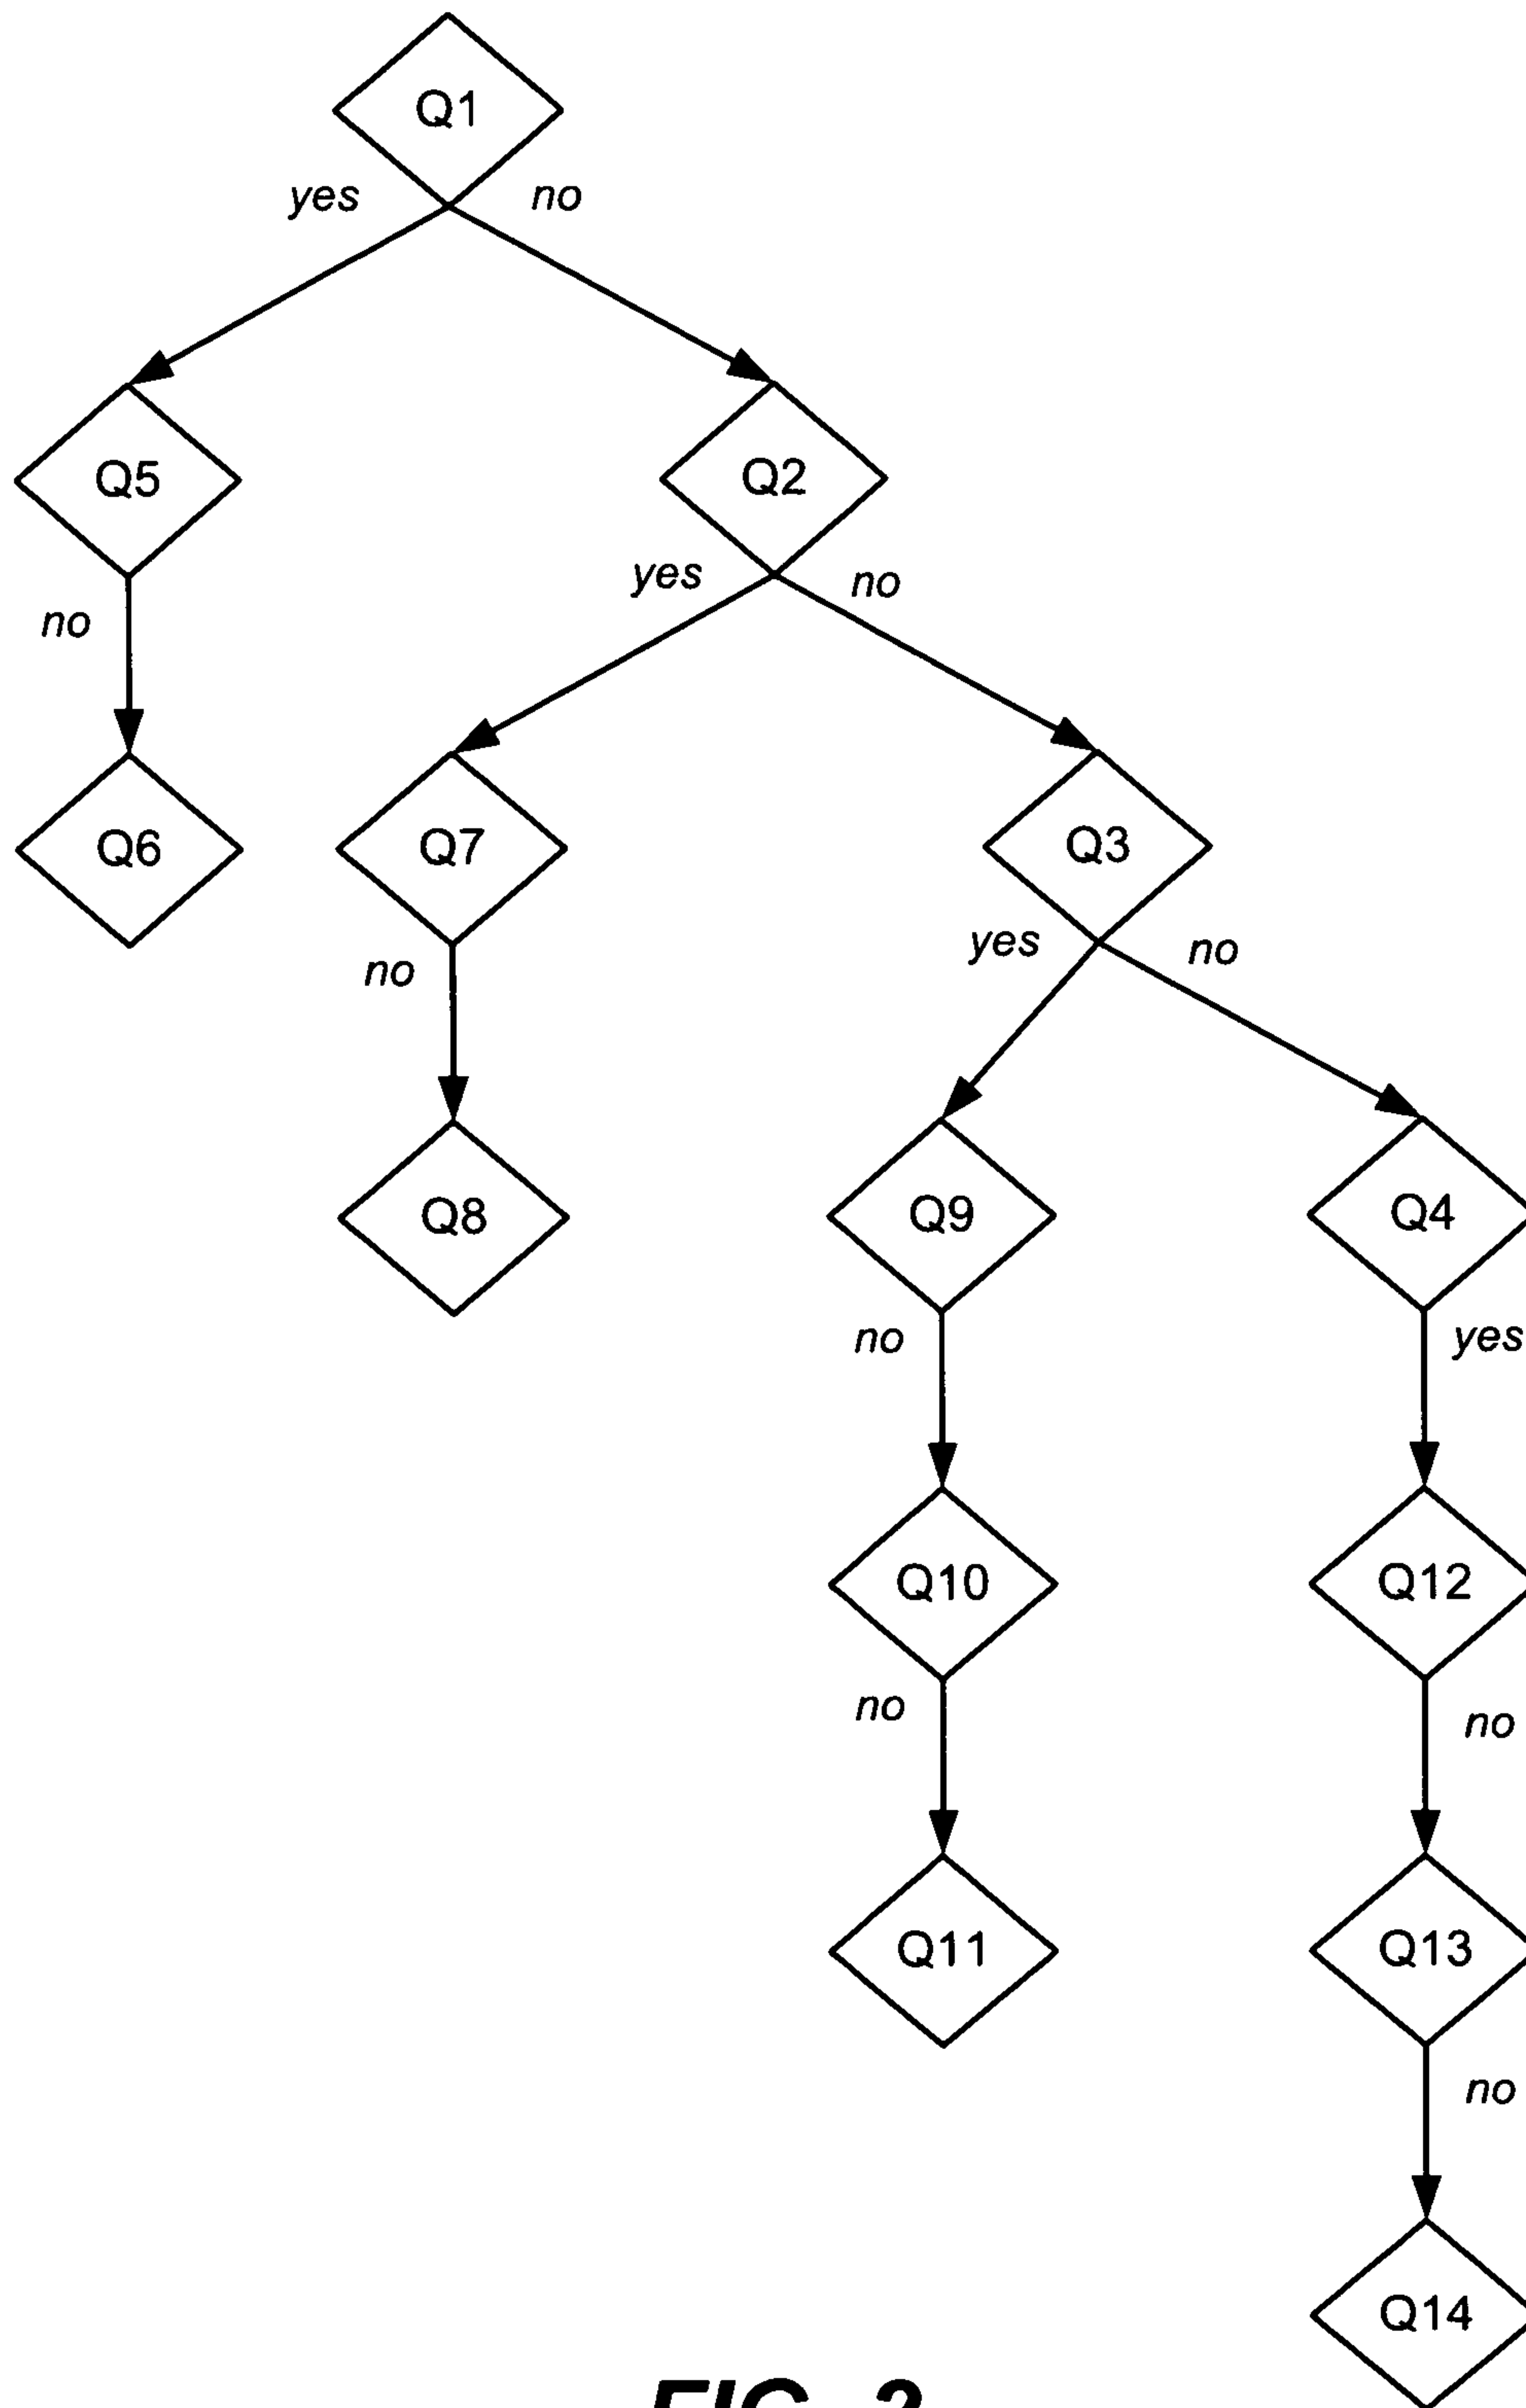 Q1
yes no
Q5 Q2
yes no
no
Q6 Q7 Q3
yes no
no
Q8 Q9 Q4
no yes
Q10 Q12
no no
Q11 Q13
no
Q14